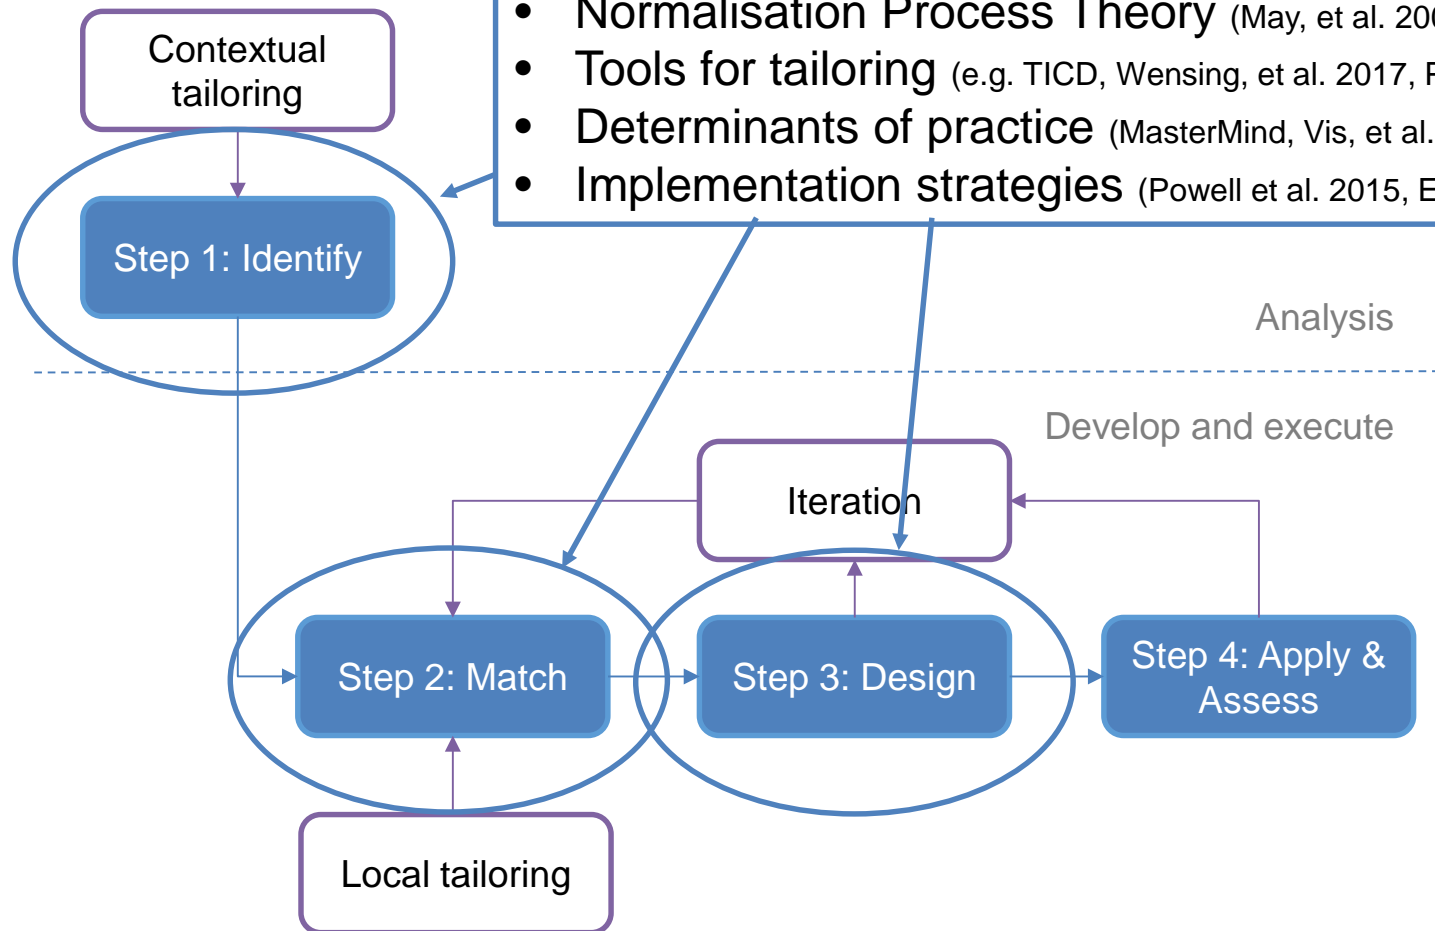 • Normalisation Process Theory (May, et al. 200
• Tools for tailoring (e.g. TICD, Wensing, et al. 2017,
• Determinants of practice (MasterMind, Vis, et al.
• Implementation strategies (Powell et al. 2015, E
Contextual
tailoring
Step 1: Identify
Analysis
Develop and execute
Iteration
Step 2: Match
Step 3: Design
Step 4: Apply &
Assess
Local tailoring